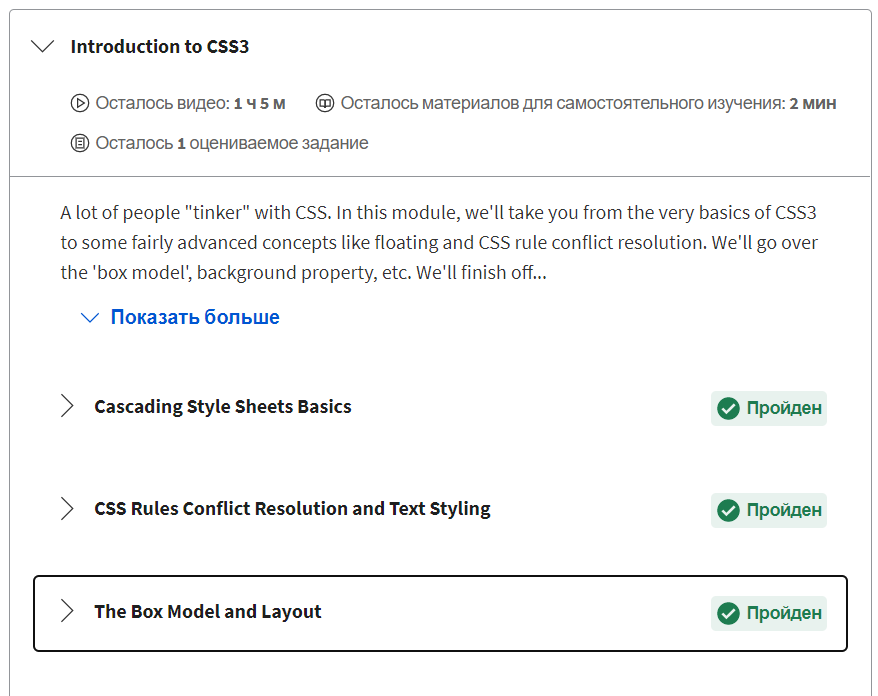 Introduction to CSS3
Осталось видео: 1 ч 5 м
Осталось материалов для самостоятельного изучения: 2 мин
Осталось 1 оцениваемое задание
A lot of people "tinker" with CSS. In this module, we'll take you from the very basics of CSS3
to some fairly advanced concepts like floating and CSS rule conflict resolution. We'll go over
the 'box model', background property, etc. We'll finish off...
Показать больше
Cascading Style Sheets Basics
Пройден
CSS Rules Conflict Resolution and Text Styling
Пройден
The Box Model and Layout
Пройден